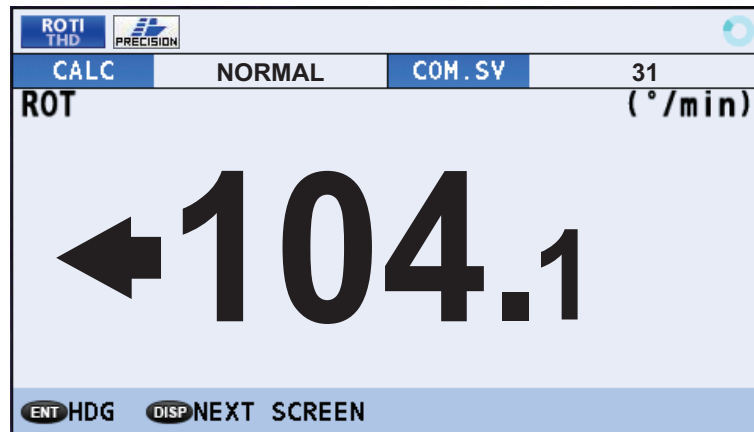 ROTI
THD
PRECISION
CALC NORMAL COM.SV 31
ROT (°/min)
104.1
ENT HDG DISP NEXT SCREEN